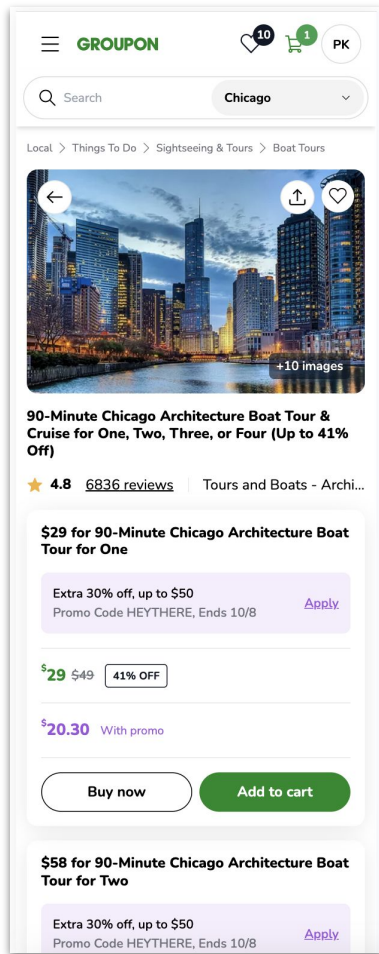 GROUPON
10
1
PK
Search
Chicago
Local > Things To Do > Sightseeing & Tours > Boat Tours
+10 images
90-Minute Chicago Architecture Boat Tour &
Cruise for One, Two, Three, or Four (Up to 41%
Off)
4.8 6836 reviews Tours and Boats - Archi...
$29 for 90-Minute Chicago Architecture Boat
Tour for One
Extra 30% off, up to $50
Promo Code HEYTHERE, Ends 10/8
Apply
$29 $49 41% OFF
$20.30 With promo
Buy now
Add to cart
$58 for 90-Minute Chicago Architecture Boat
Tour for Two
Extra 30% off, up to $50
Promo Code HEYTHERE, Ends 10/8
Apply